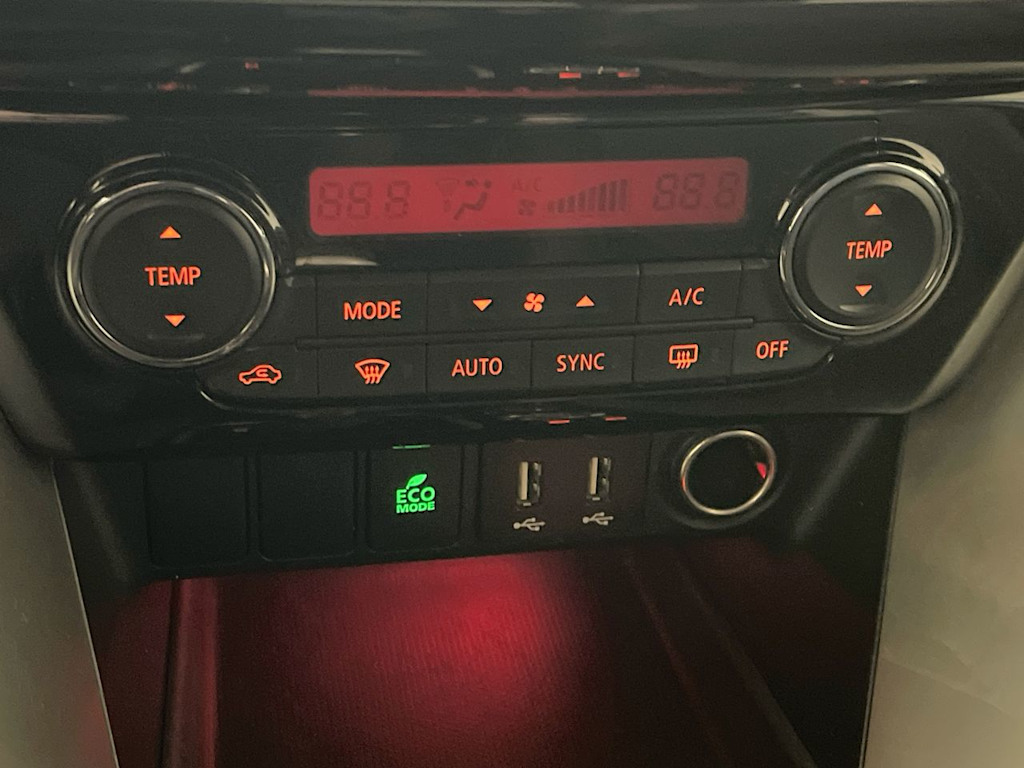 88.8 A/C 88.8
TEMP
TEMP
MODE
A/C
AUTO
SYNC
OFF
ECO
MODE